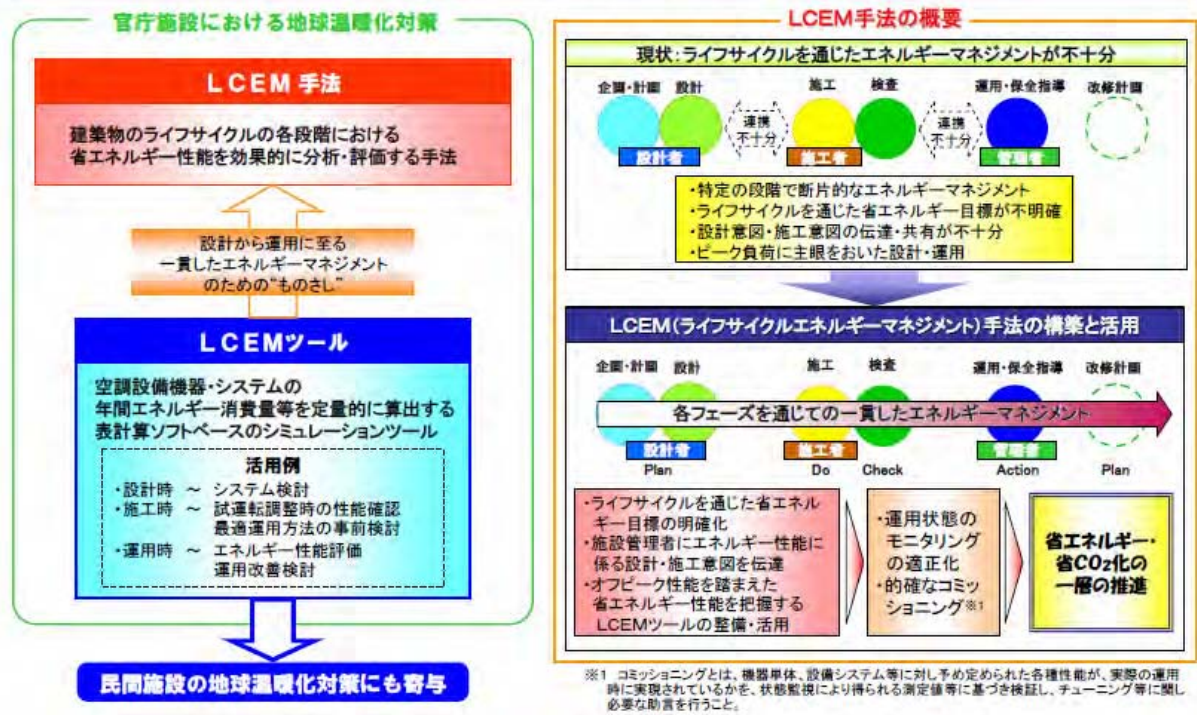 官庁施設における地球温暖化対策
LCEM 手法
建築物のライフサイクルの各段階における
省エネルギー性能を効果的に分析・評価する手法
設計から運用に至る
一貫したエネルギーマネジメント
のための“ものさし”
LCEMツール
空調設備機器・システムの
年間エネルギー消費量等を定量的に算出する
表計算ソフトベースのシミュレーションツール
活用例
・設計時 ～ システム検討
・施工時 ～ 試運転調整時の性能確認
最適運用方法の事前検討
・運用時 ～ エネルギー性能評価
運用改善検討
民間施設の地球温暖化対策にも寄与
LCEM手法の概要
現状：ライフサイクルを通じたエネルギーマネジメントが不十分
企画・計画 設計 施工 検査 運用・保全指導 改修計画
連携
不十分
連携
不十分
設計者 施工者 管理者
・特定の段階で断片的なエネルギーマネジメント
・ライフサイクルを通じた省エネルギー目標が不明確
・設計意図・施工意図の伝達・共有が不十分
・ピーク負荷に主眼をおいた設計・運用
LCEM(ライフサイクルエネルギーマネジメント)手法の構築と活用
企画・計画 設計 施工 検査 運用・保全指導 改修計画
各フェーズを通じての一貫したエネルギーマネジメント
設計者 施工者 管理者
Plan Do Check Action Plan
・ライフサイクルを通じた省エネル
ギー目標の明確化
・施設管理者にエネルギー性能に
係る設計・施工意図を伝達
・オフピーク性能を踏まえた
省エネルギー性能を把握する
LCEMツールの整備・活用
・運用状態の
モニタリング
の適正化
・的確なコミッ
ショニング※1
省エネルギー・
省CO2化の
一層の推進
※1 コミッショニングとは、機器単体、設備システム等に対し予め定められた各種性能が、実際の運用
時に実現されているかを、状態監視により得られる測定値等に基づき検証し、チューニング等に関し
必要な助言を行うこと。